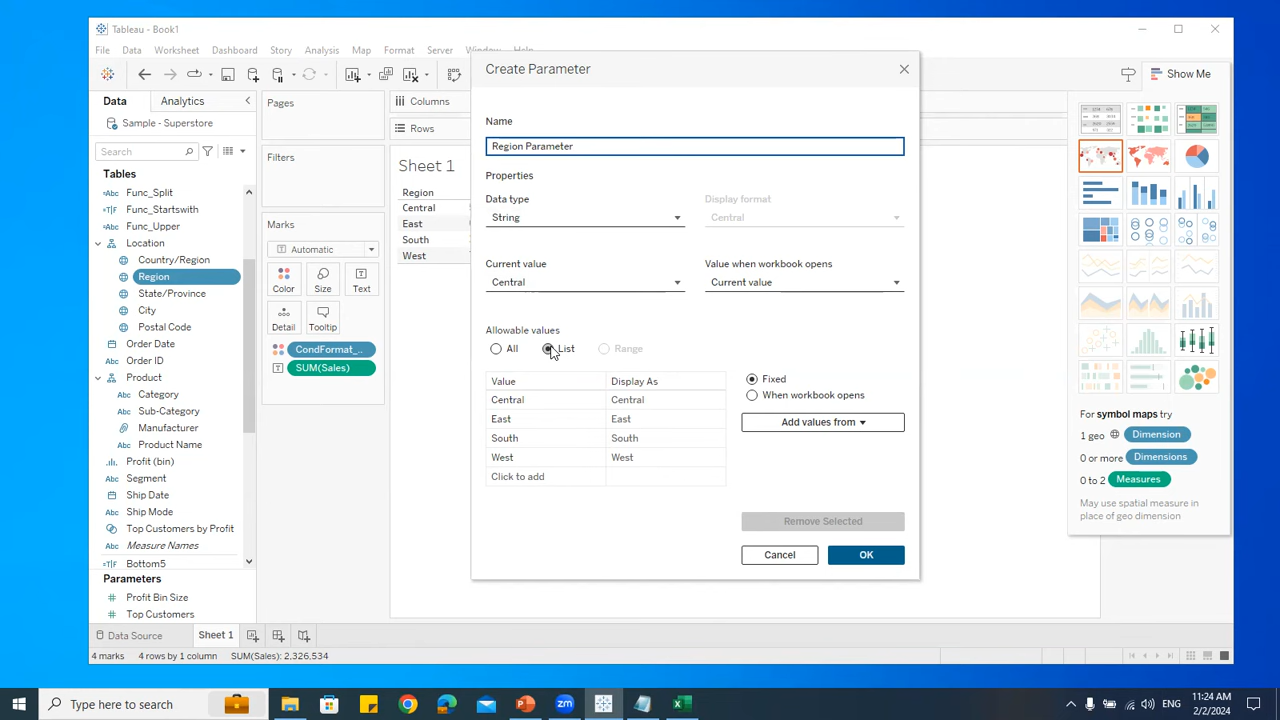 Tableau - Book1
File Data Worksheet Dashboard Story Analysis Map Format Server Window Help
Create Parameter
Show Me
Data Analytics
Pages
Columns
Rows
Sample - Superstore
Search
Filters
Tables
Func_Split
Func_Startswith
Func_Upper
Location
Country/Region
Region
State/Province
City
Postal Code
Order Date
Order ID
Product
Category
Sub-Category
Manufacturer
Product Name
Profit (bin)
Segment
Ship Date
Ship Mode
Top Customers by Profit
Measure Names
Bottom5
Parameters
Profit Bin Size
Top Customers
Marks
Automatic
Color Size Text
Detail Tooltip
CondFormat_..
SUM(Sales)
Sheet 1
Region
Central
East
South
West
Name
Region Parameter
Properties
Data type
String
Display format
Central
Current value
Central
Value when workbook opens
Current value
Allowable values
All List Range
Value Display As
Central Central
East East
South South
West West
Click to add
Fixed
When workbook opens
Add values from
Remove Selected
Cancel OK
For symbol maps try
1 geo Dimension
0 or more Dimensions
0 to 2 Measures
May use spatial measure in
place of geo dimension
Data Source Sheet 1
4 marks 4 rows by 1 column SUM(Sales): 2,326,534
Type here to search
zm
ENG
11:24 AM
2/2/2024